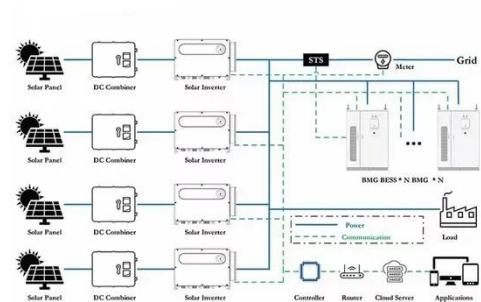 STS
Meter
Grid
Solar Panel
DC Combiner
Solar Inverter
Solar Panel
DC Combiner
Solar Inverter
BMG BESS * N BMG * N
Solar Panel
DC Combiner
Solar Inverter
Power
Communication
Load
Solar Panel
DC Combiner
Solar Inverter
Controller
Router
Cloud Server
Applications